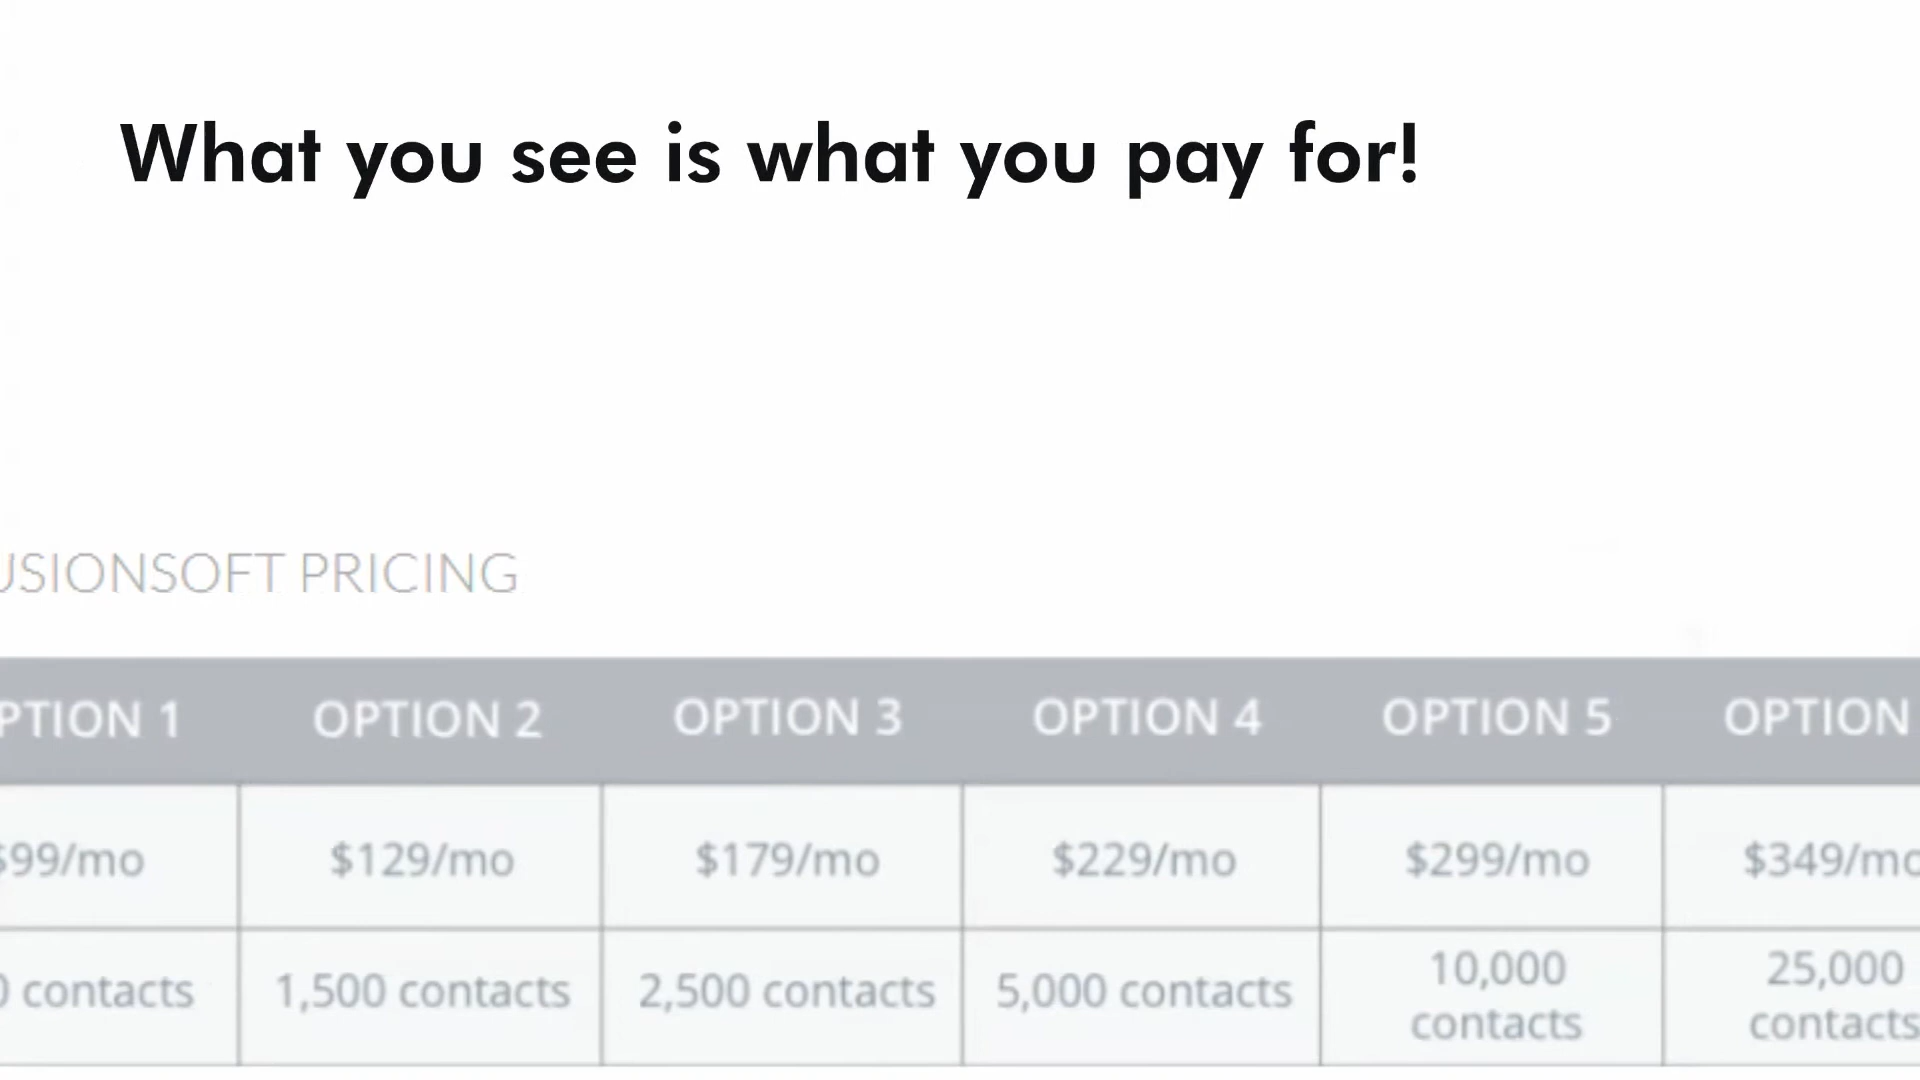 What you see is what you pay for!
USIONSOFT PRICING
PTION 1 OPTION 2 OPTION 3 OPTION 4 OPTION 5 OPTION
$99/mo $129/mo $179/mo $229/mo $299/mo $349/mo
0 contacts 1,500 contacts 2,500 contacts 5,000 contacts 10,000 contacts 25,000 contacts